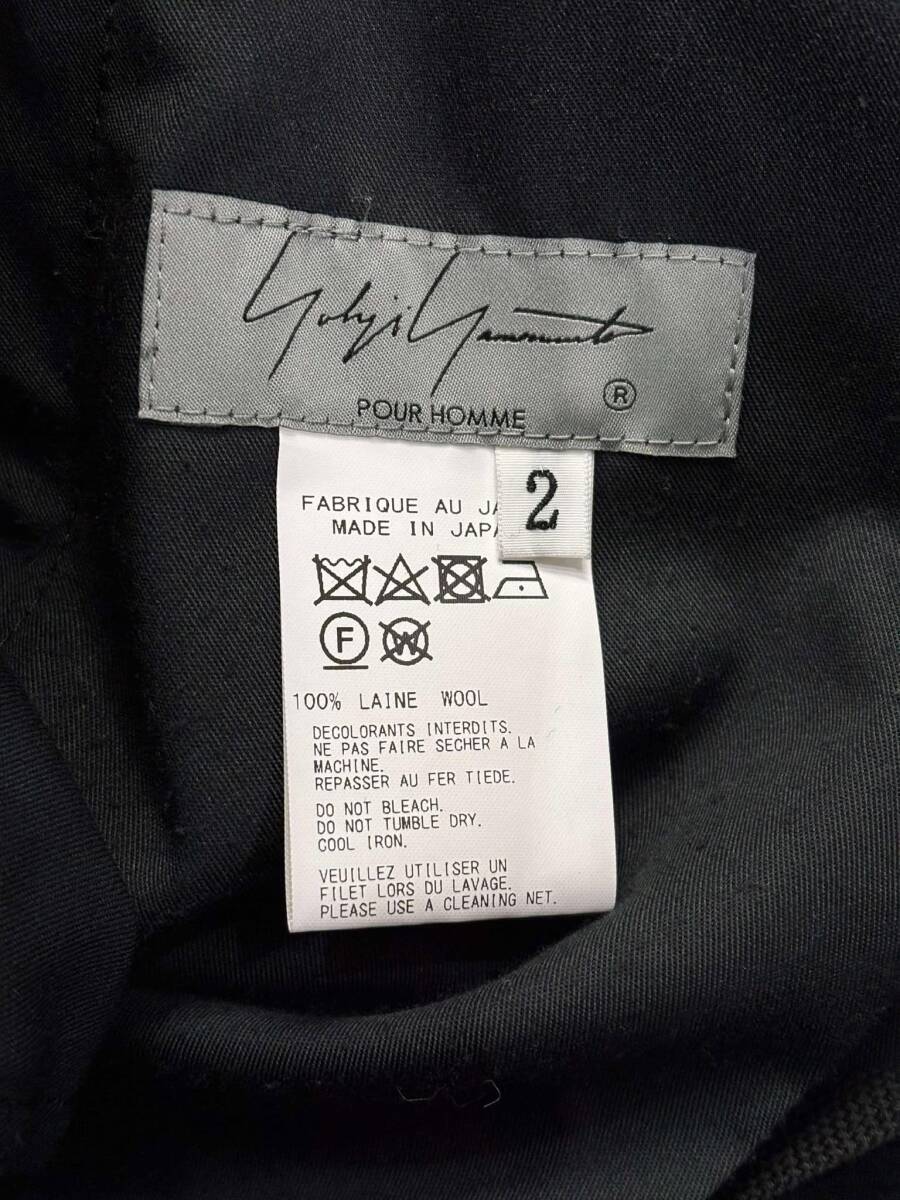 Yohji Yamamoto
®
POUR HOMME
2
FABRIQUE AU JA
MADE IN JAPA
F
W
100% LAINE WOOL
DECOLORANTS INTERDITS.
NE PAS FAIRE SECHER A LA
MACHINE.
REPASSER AU FER TIEDE.
DO NOT BLEACH.
DO NOT TUMBLE DRY.
COOL IRON.
VEUILLEZ UTILISER UN
FILET LORS DU LAVAGE.
PLEASE USE A CLEANING NET.